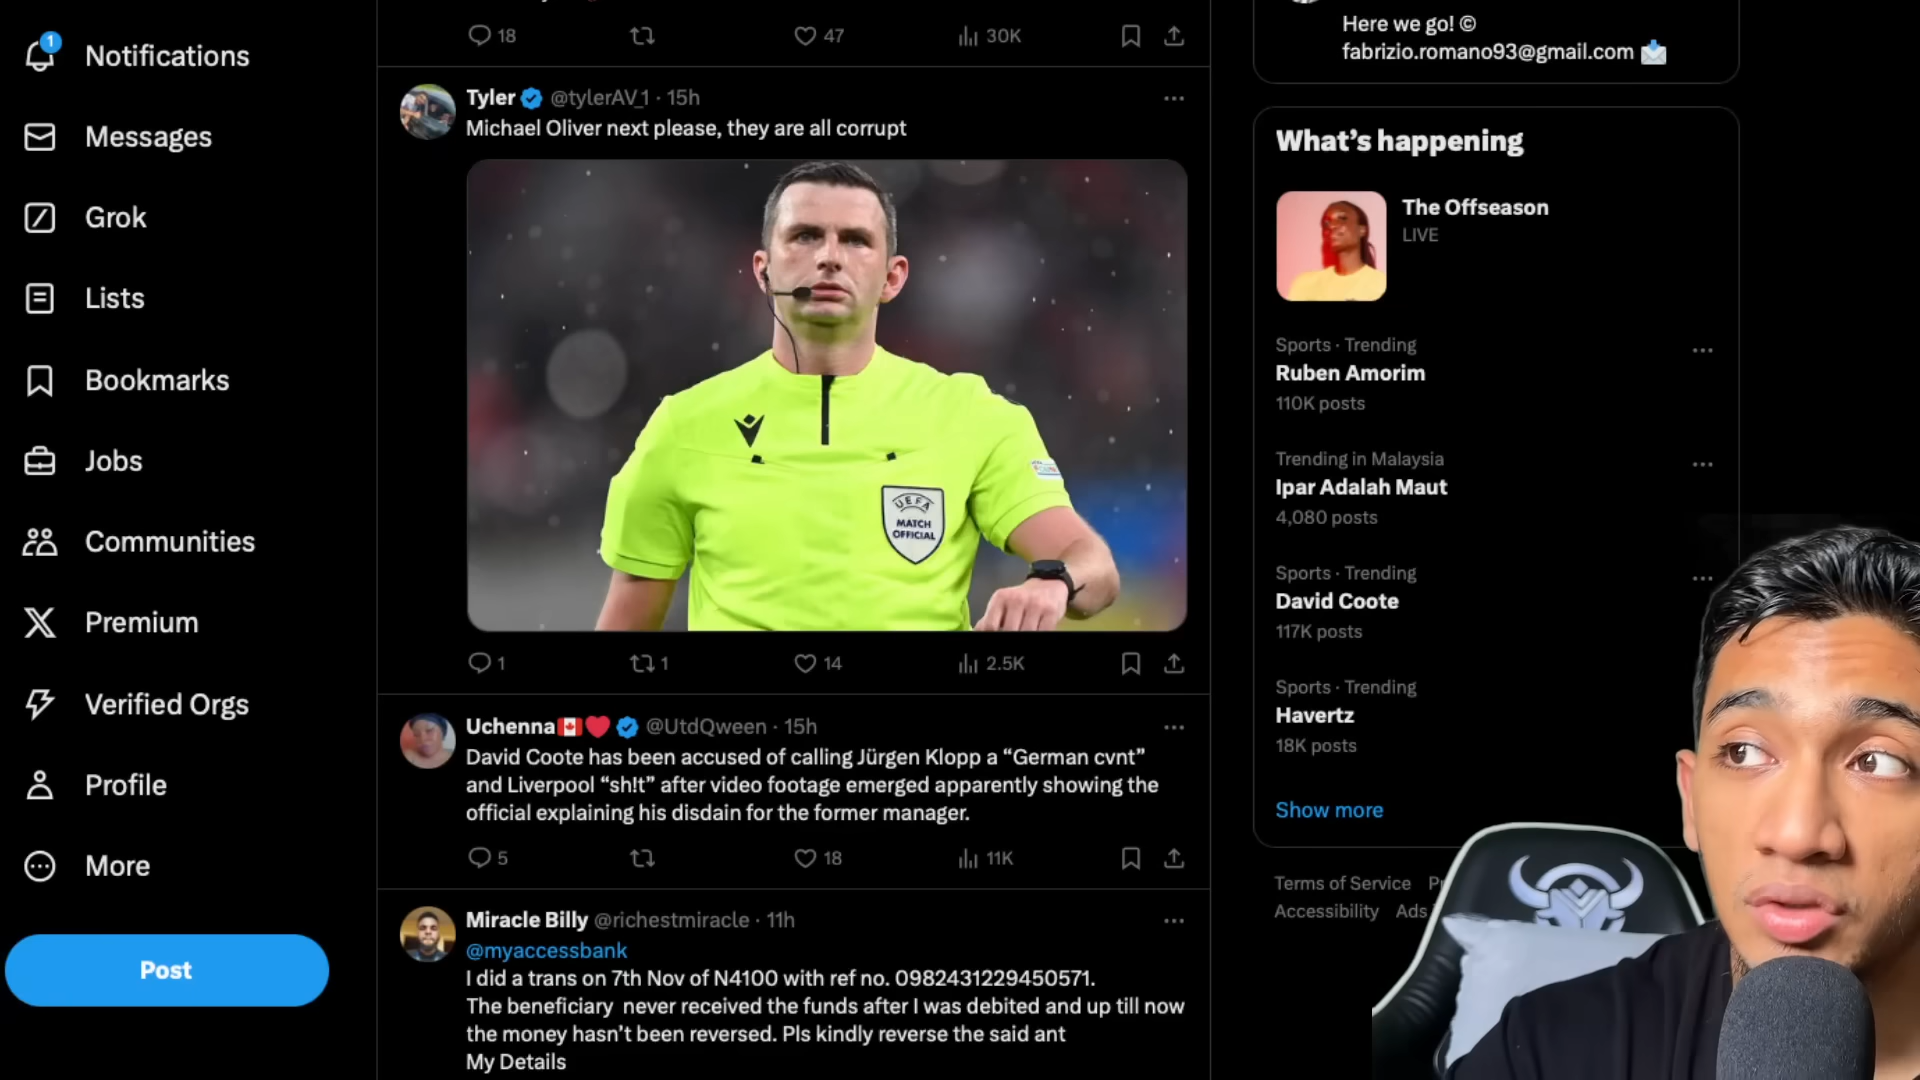 1
Notifications
Messages
Grok
Lists
Bookmarks
Jobs
Communities
Premium
Verified Orgs
Profile
More
Post
18
47
30K
Tyler @tylerAV_1 · 15h
Michael Oliver next please, they are all corrupt
UEFA
MATCH
OFFICIAL
1
1
14
2.5K
Uchenna🇨🇦❤️ @UtdQween · 15h
David Coote has been accused of calling Jürgen Klopp a “German cvnt”
and Liverpool “sh!t” after video footage emerged apparently showing the
official explaining his disdain for the former manager.
5
18
11K
Miracle Billy @richestmiracle · 11h
@myaccessbank
I did a trans on 7th Nov of N4100 with ref no. 0982431229450571.
The beneficiary never received the funds after I was debited and up till now
the money hasn’t been reversed. Pls kindly reverse the said ant
My Details
Here we go! ©
fabrizio.romano93@gmail.com 📩
What’s happening
The Offseason
LIVE
Sports · Trending
Ruben Amorim
110K posts
Trending in Malaysia
Ipar Adalah Maut
4,080 posts
Sports · Trending
David Coote
117K posts
Sports · Trending
Havertz
18K posts
Show more
Terms of Service
Accessibility Ads